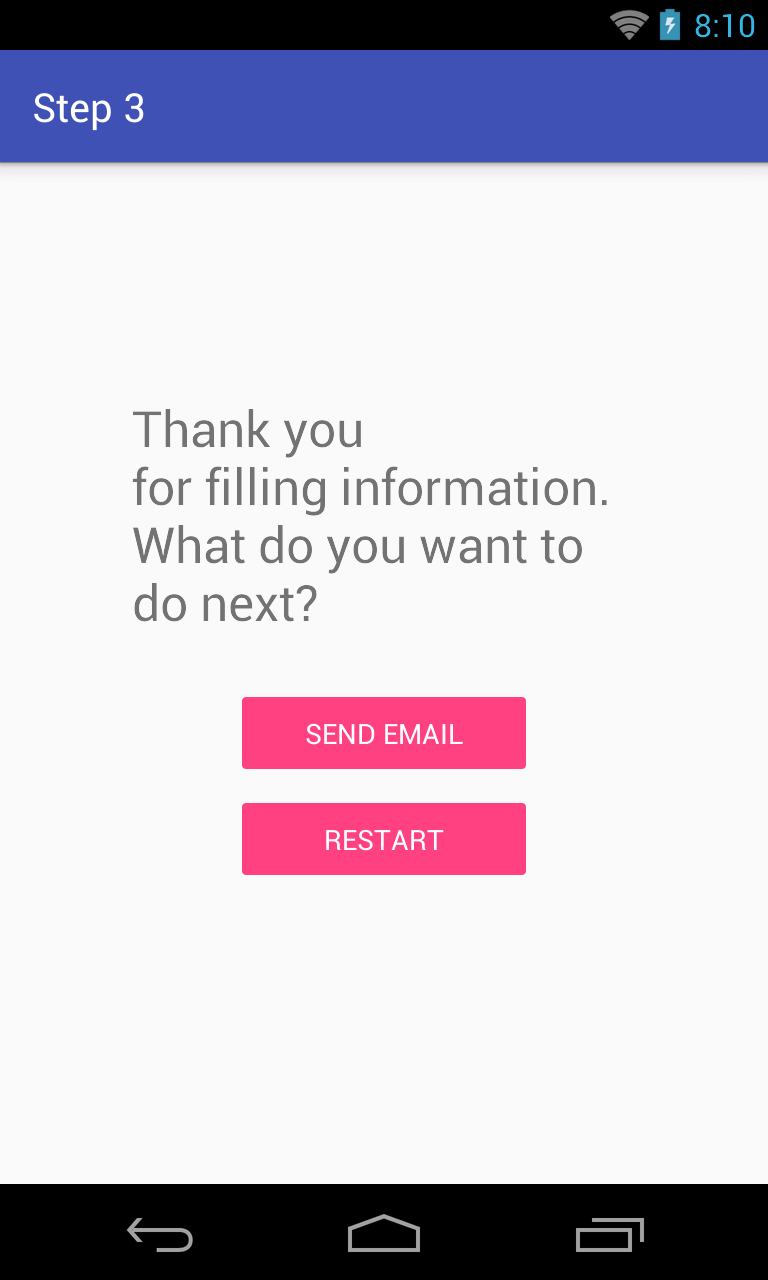 8:10
Step 3
Thank you
for filling information.
What do you want to
do next?
SEND EMAIL
RESTART